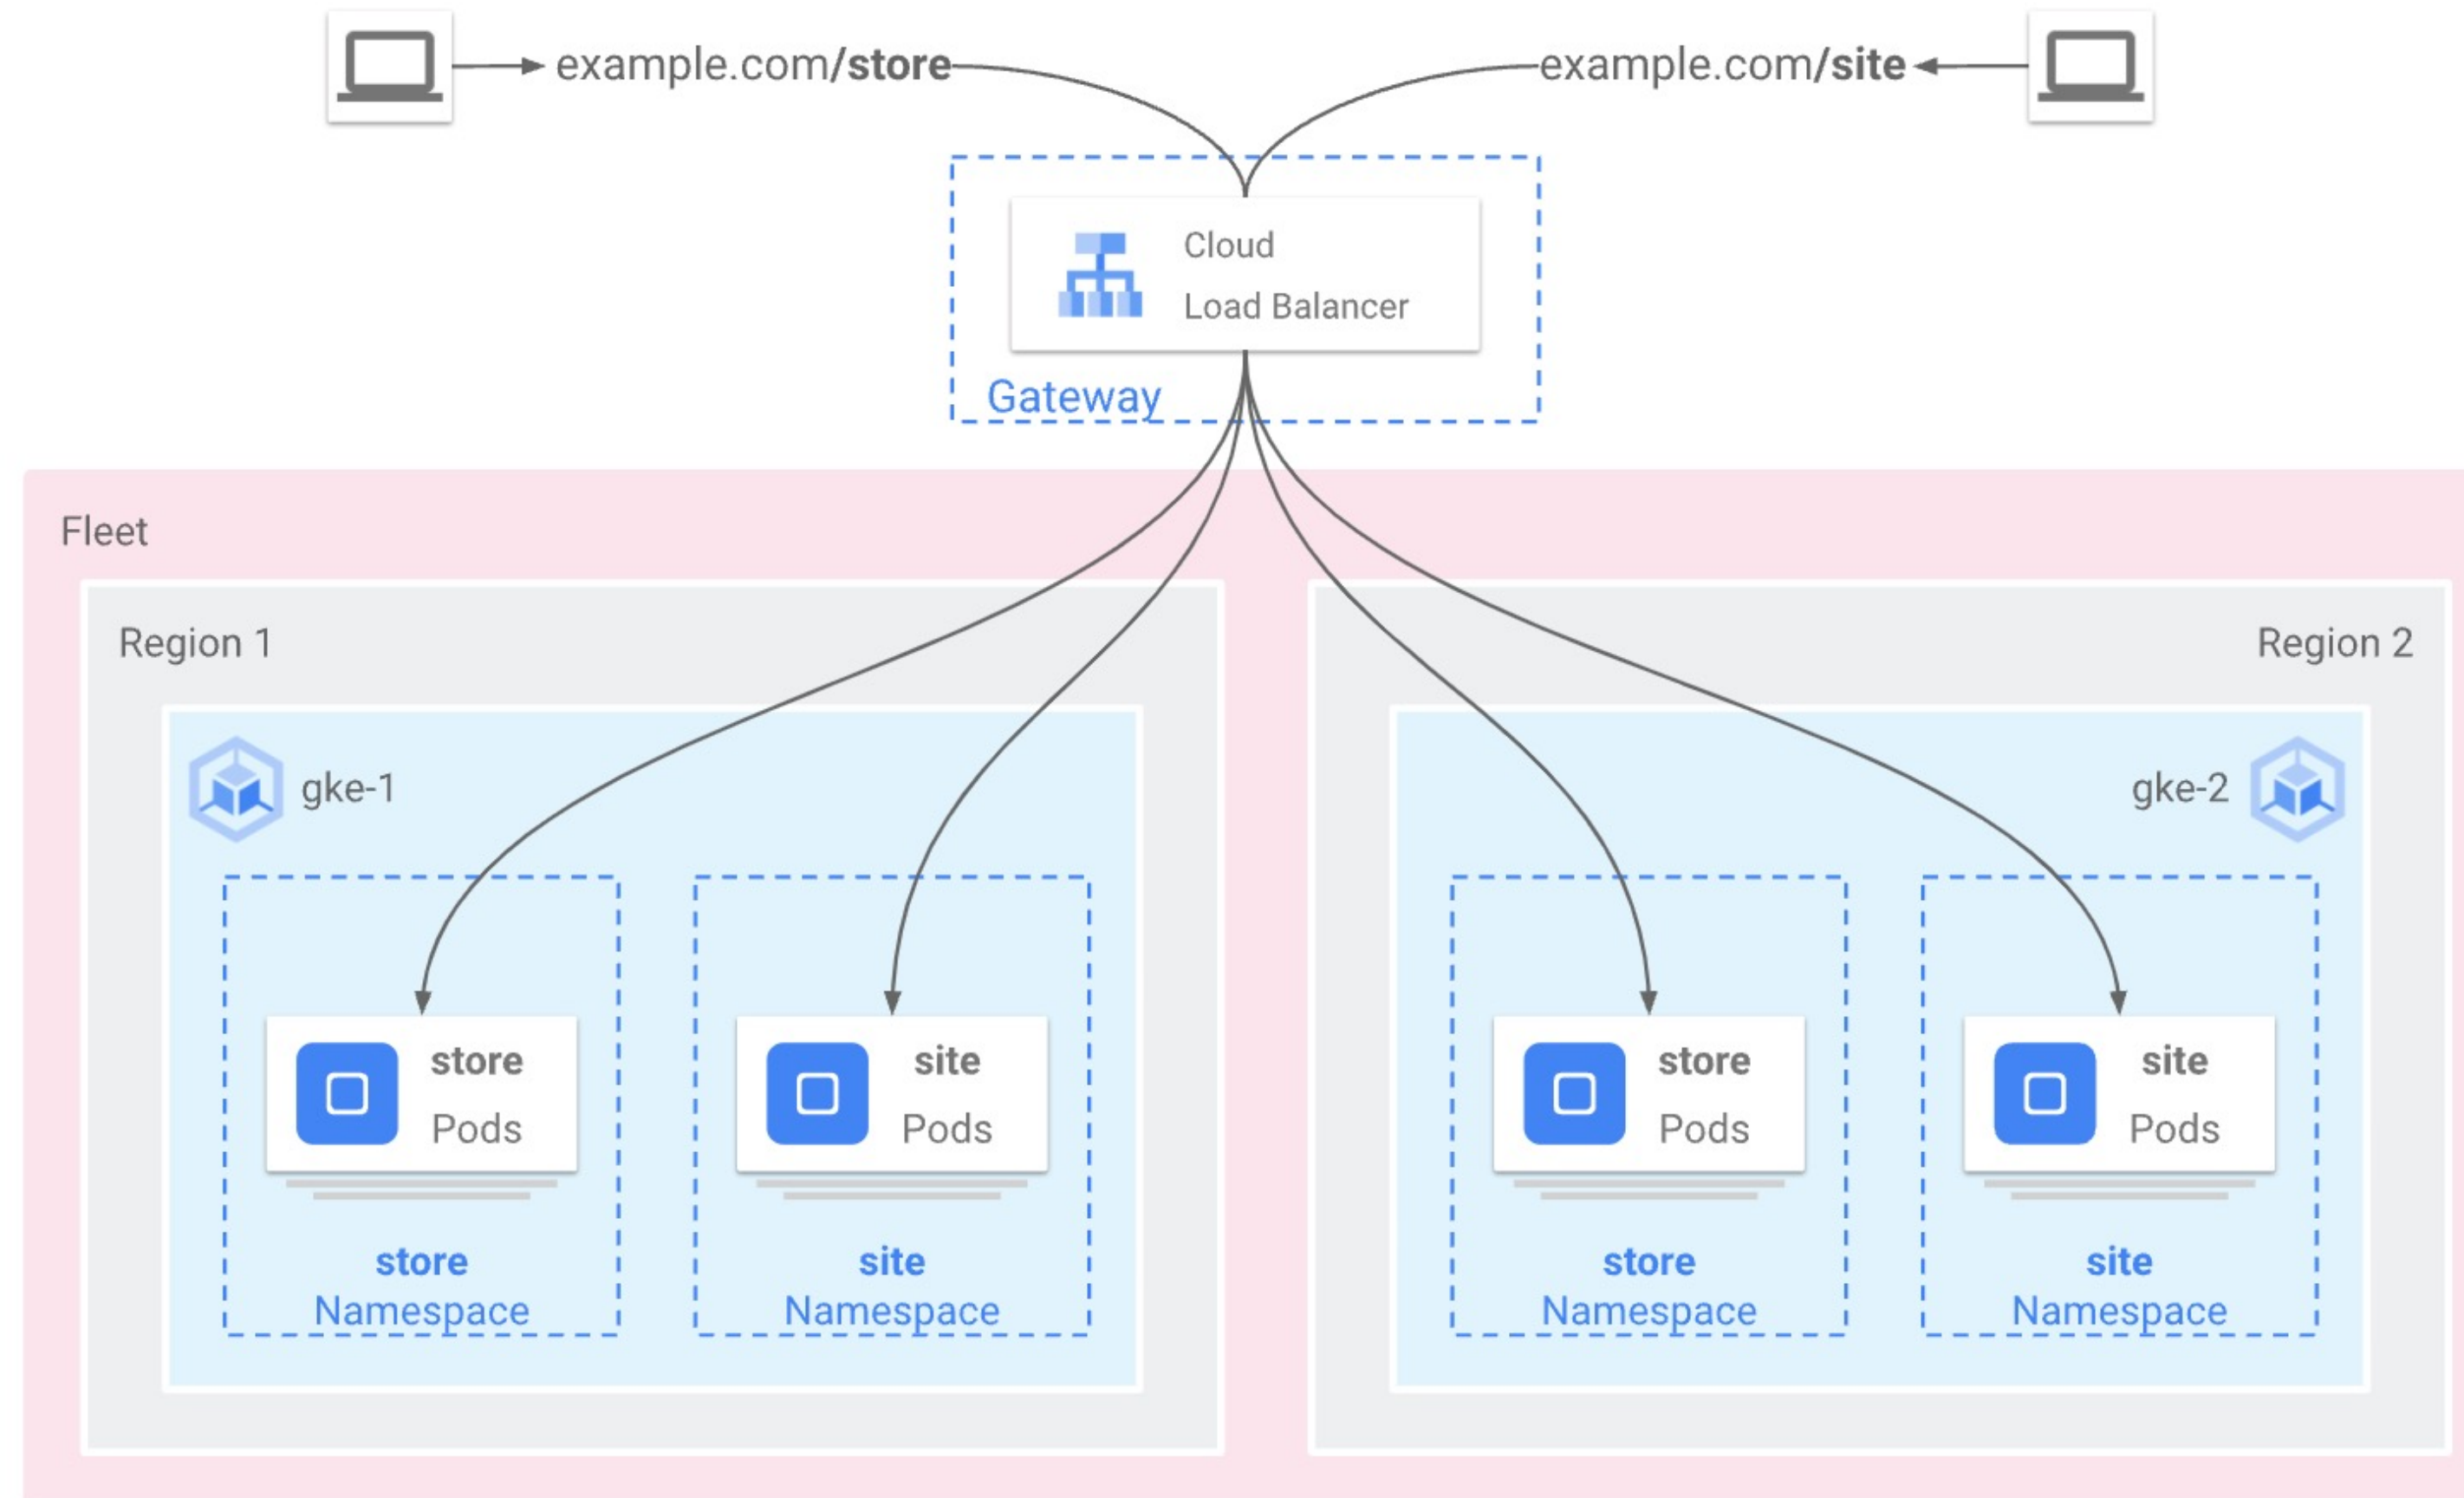 example.com/store
example.com/site
Cloud
Load Balancer
Gateway
Fleet
Region 1
Region 2
gke-1
gke-2
store
Pods
site
Pods
store
Pods
site
Pods
store
Namespace
site
Namespace
store
Namespace
site
Namespace